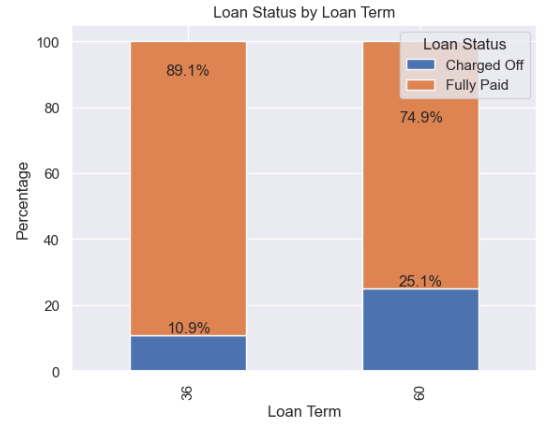 Loan Status by Loan Term
Loan Status
Charged Off
Fully Paid
100
80
60
40
20
0
Percentage
89.1%
10.9%
74.9%
25.1%
36
60
Loan Term